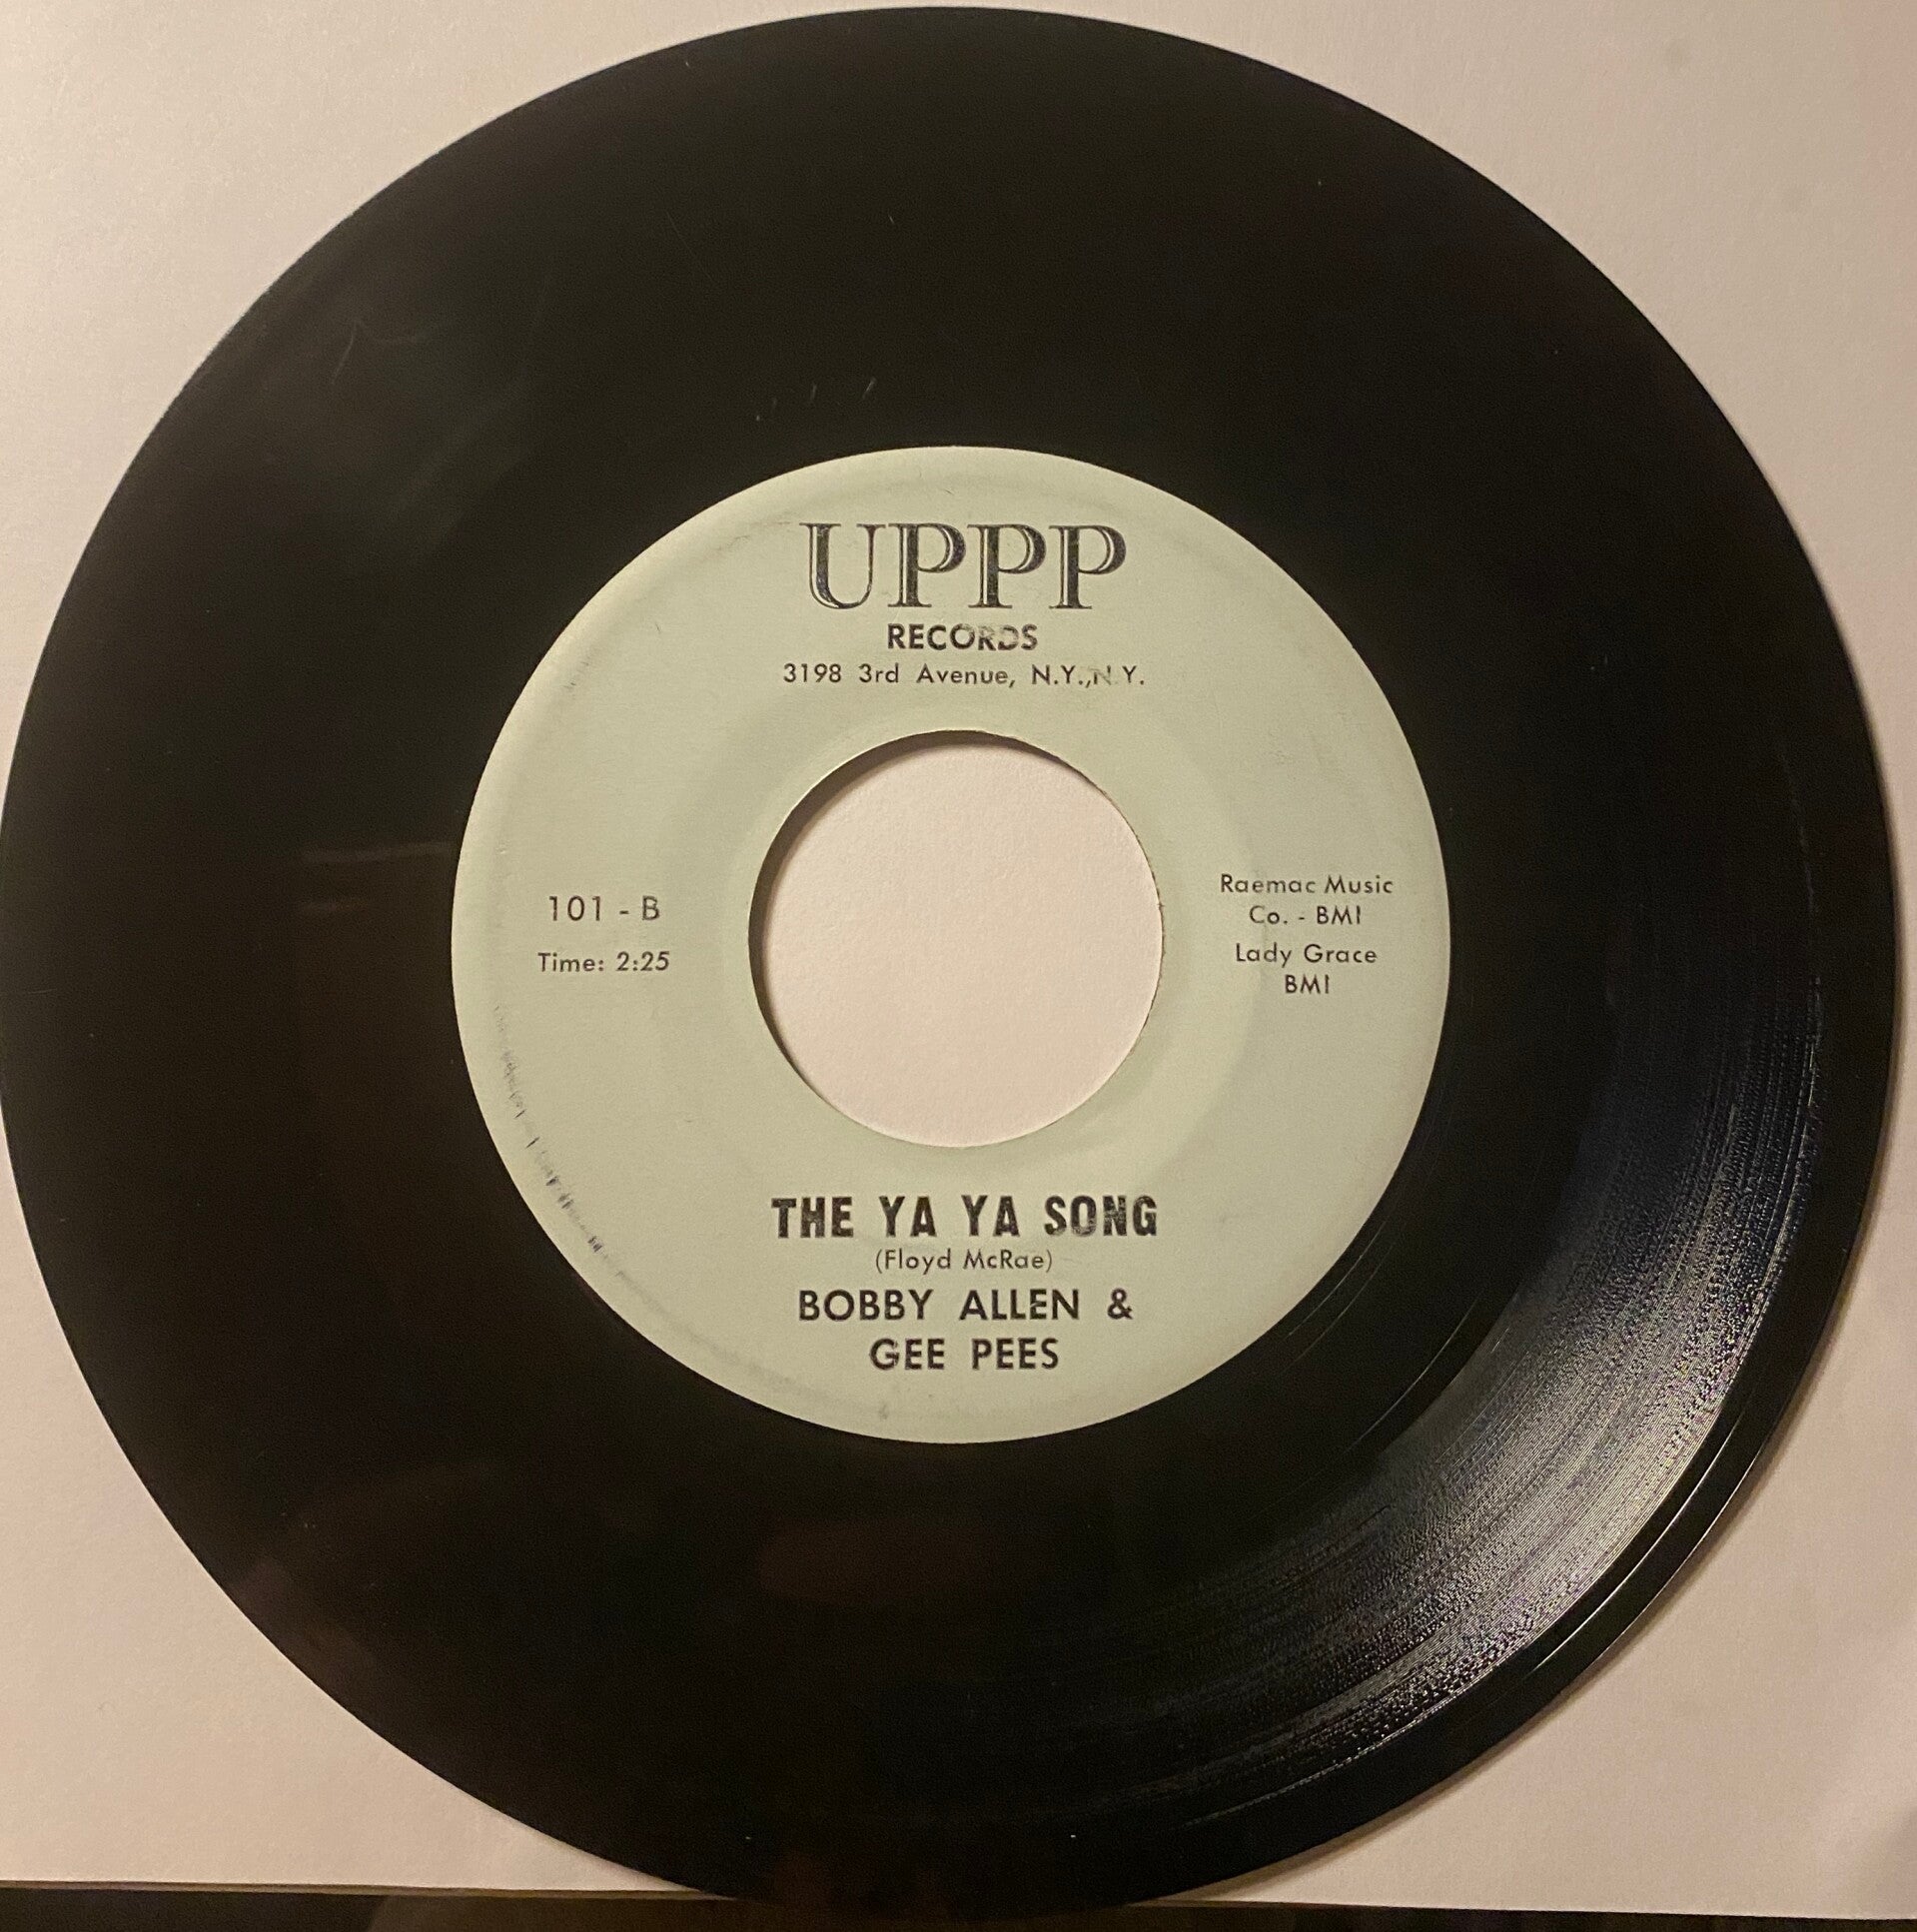 UPPP
RECORDS
3198 3rd Avenue, N.Y., N.Y.
101 - B
Time: 2:25
Raemac Music
Co. - BMI
Lady Grace
BMI
THE YA YA SONG
(Floyd McRae)
BOBBY ALLEN &
GEE PEES